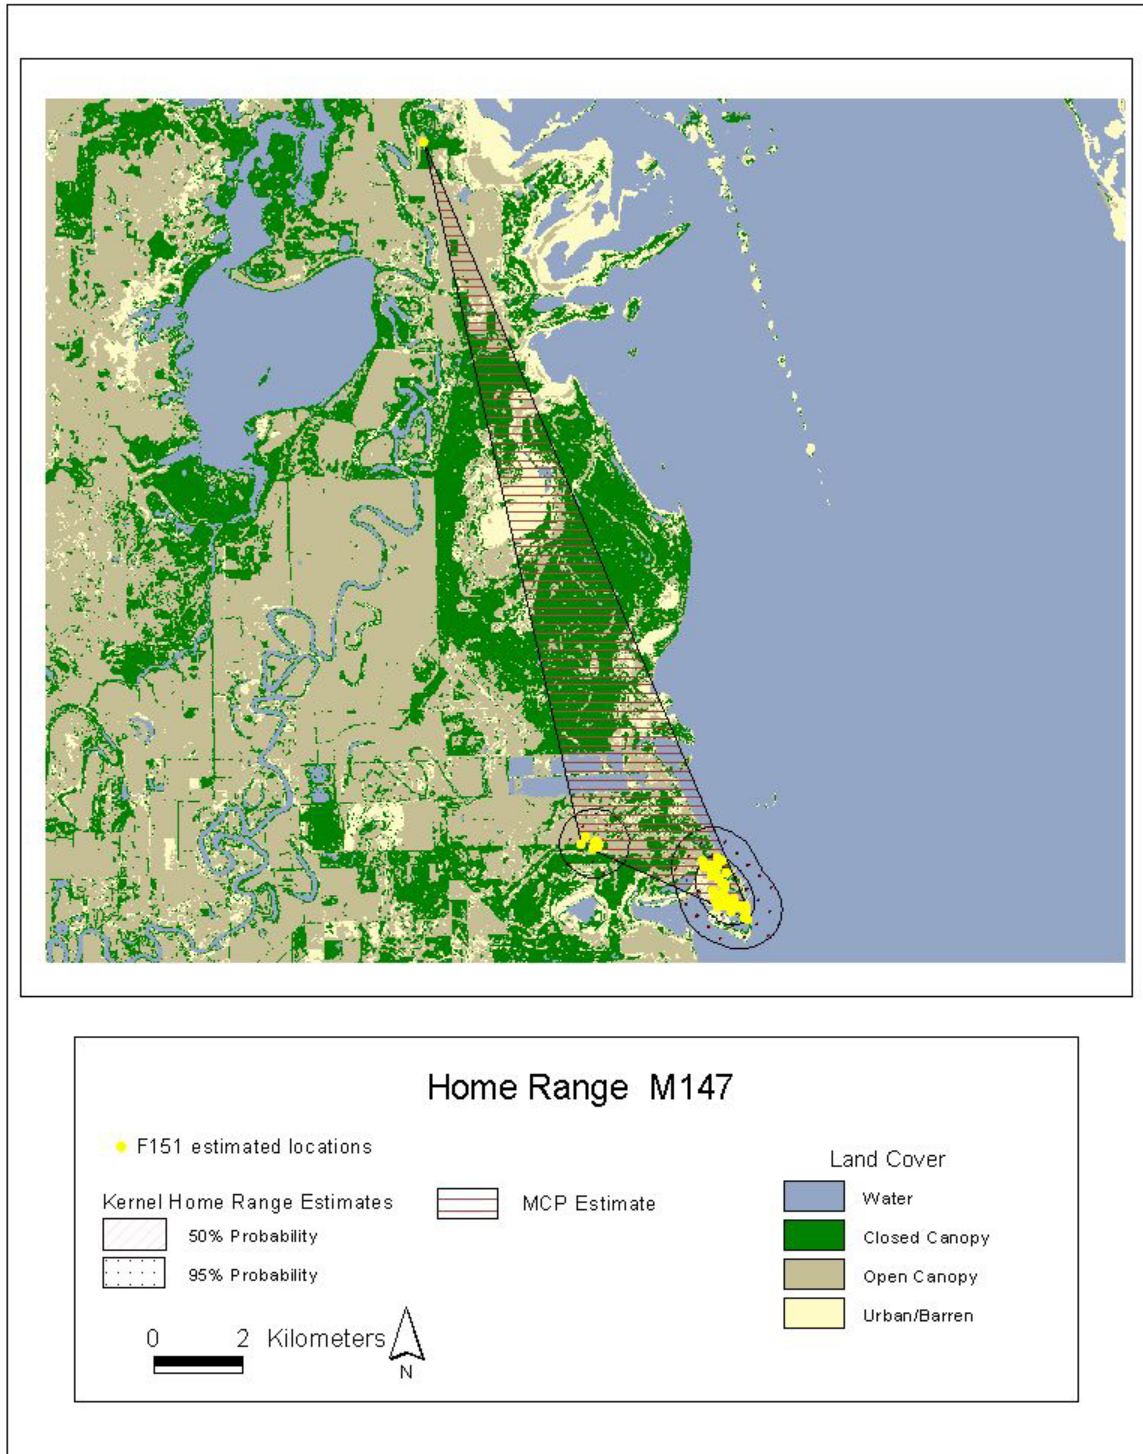 Home Range M147
F151 estimated locations
Kernel Home Range Estimates
50% Probability
95% Probability
MCP Estimate
Land Cover
Water
Closed Canopy
Open Canopy
Urban/Barren
0 2 Kilometers
N